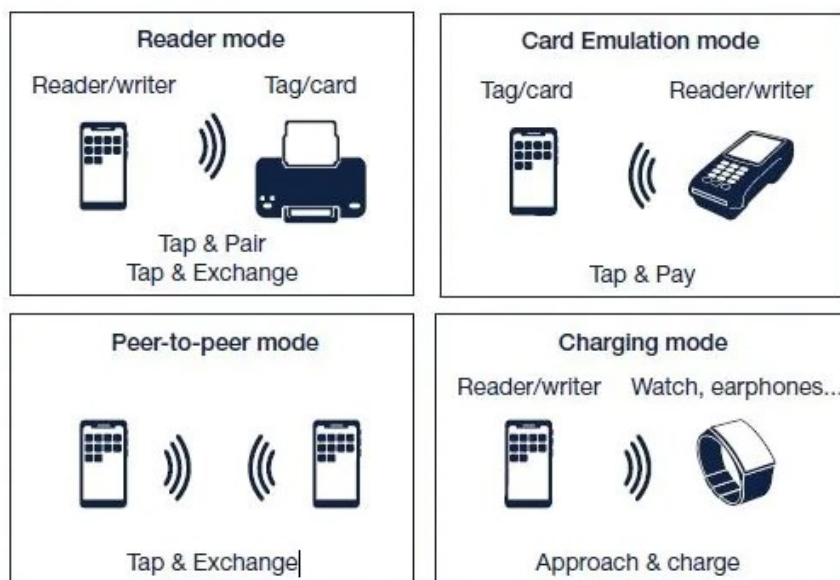 Reader mode
Reader/writer Tag/card
Tap & Pair
Tap & Exchange
Card Emulation mode
Tag/card Reader/writer
Tap & Pay
Peer-to-peer mode
Tap & Exchange
Charging mode
Reader/writer Watch, earphones...
Approach & charge